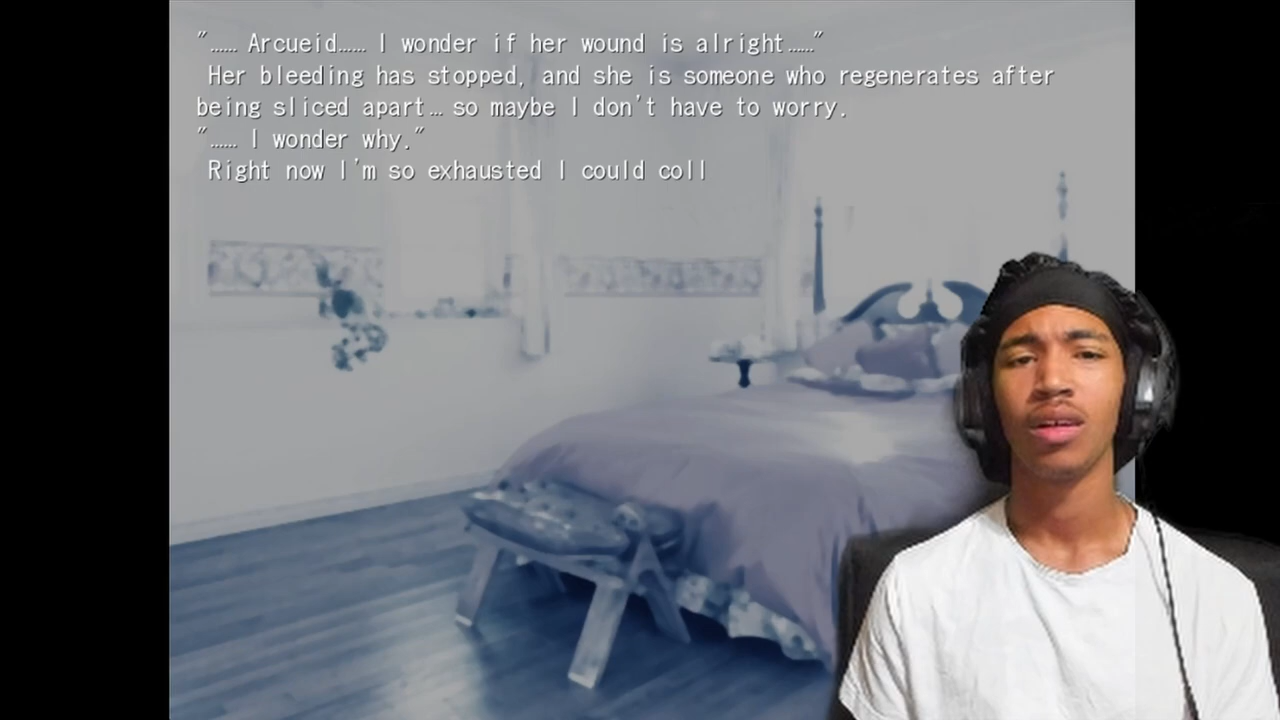 "…… Arcueid…… I wonder if her wound is alright……"
Her bleeding has stopped, and she is someone who regenerates after
being sliced apart… so maybe I don't have to worry.
"…… I wonder why."
Right now I'm so exhausted I could coll